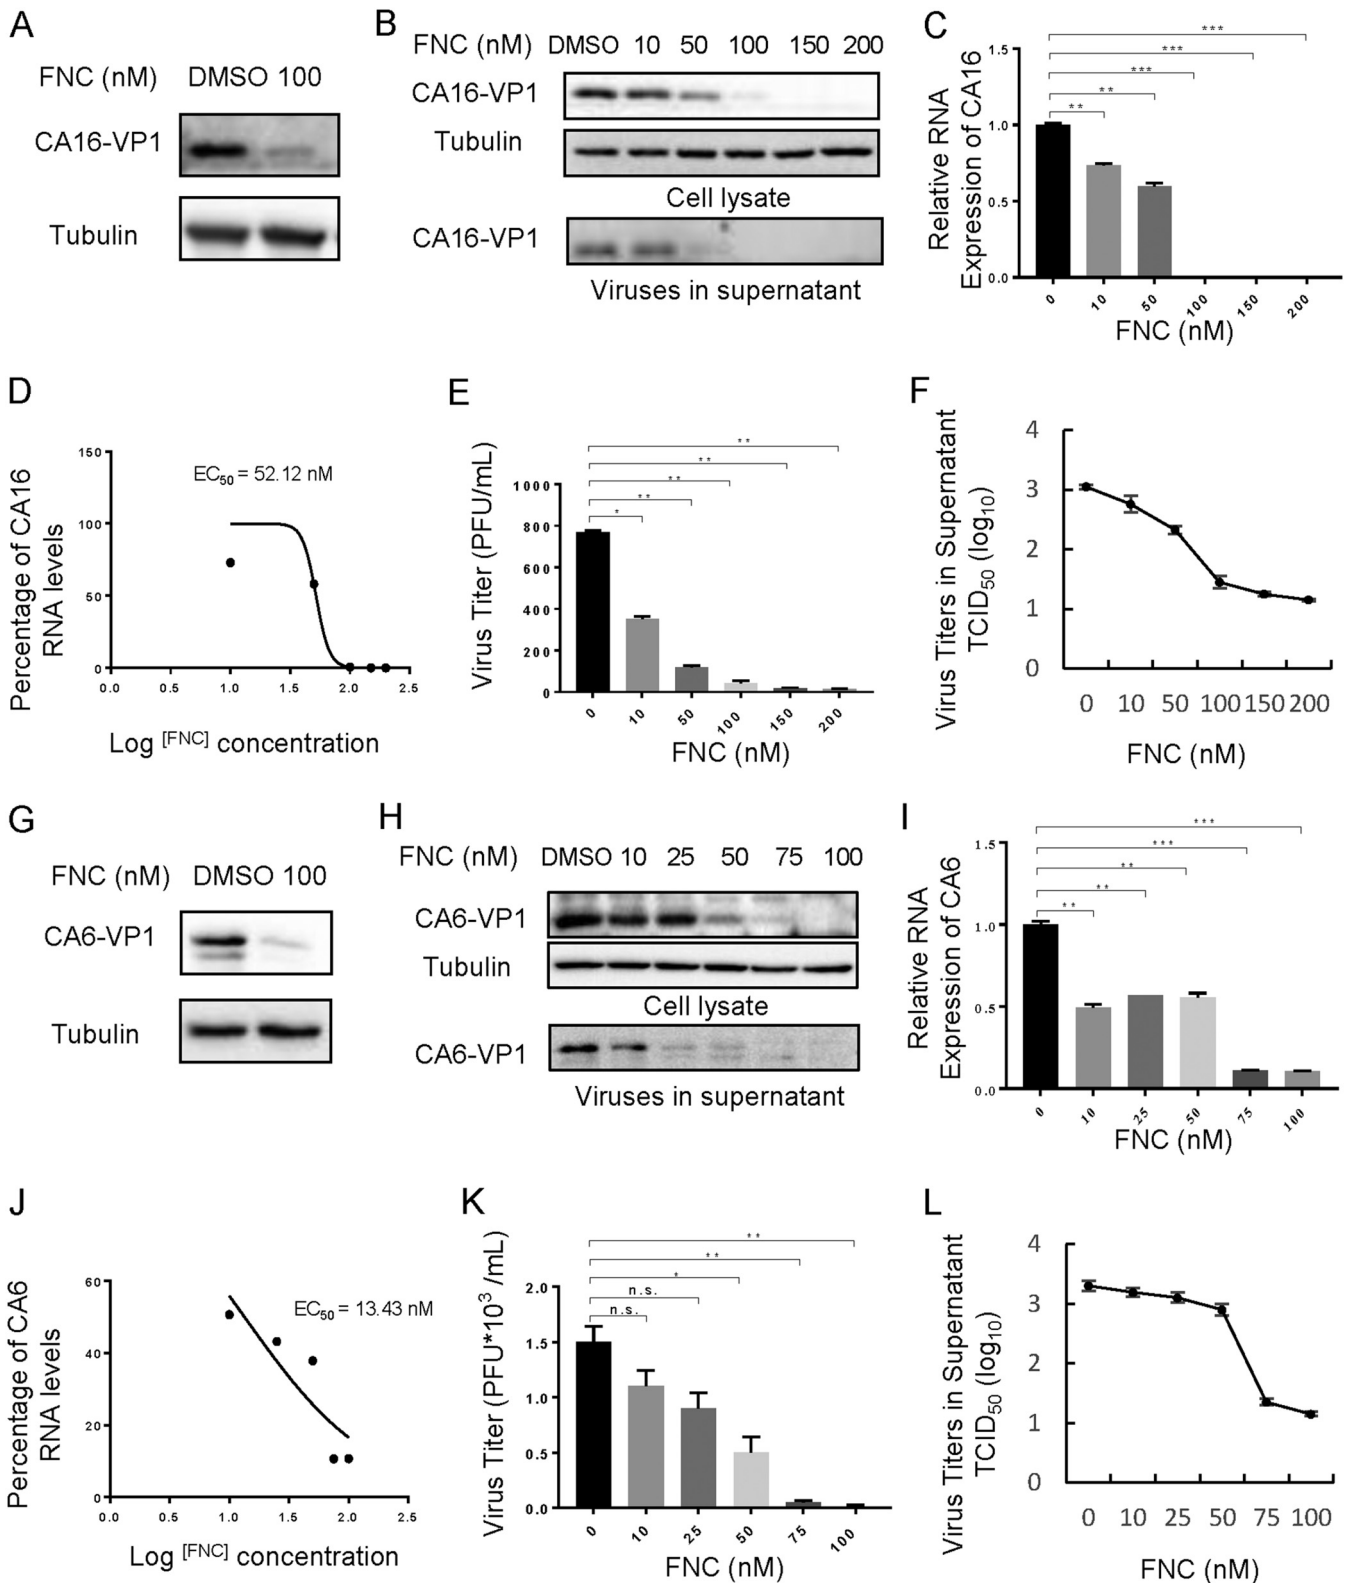 A
FNC (nM) DMSO 100
CA16-VP1
Tubulin
B
FNC (nM) DMSO 10 50 100 150 200
CA16-VP1
Tubulin
Cell lysate
CA16-VP1
Viruses in supernatant
C
Relative RNA
Expression of CA16
1.5
1.0
0.5
0.0
***
***
***
**
**
0 10 50 100 150 200
FNC (nM)
D
Percentage of CA16
RNA levels
150
100
50
0
EC50 = 52.12 nM
0.0 0.5 1.0 1.5 2.0 2.5
Log [FNC] concentration
E
Virus Titer (PFU/mL)
1000
800
600
400
200
0
**
**
**
**
*
0 10 50 100 150 200
FNC (nM)
F
Virus Titers in Supernatant
TCID50 (log10)
4
3
2
1
0
0 10 50 100 150 200
FNC (nM)
G
FNC (nM) DMSO 100
CA6-VP1
Tubulin
H
FNC (nM) DMSO 10 25 50 75 100
CA6-VP1
Tubulin
Cell lysate
CA6-VP1
Viruses in supernatant
I
Relative RNA
Expression of CA6
1.5
1.0
0.5
0.0
***
***
**
**
**
0 10 25 50 75 100
FNC (nM)
J
Percentage of CA6
RNA levels
60
40
20
0
EC50 = 13.43 nM
0.0 0.5 1.0 1.5 2.0 2.5
Log [FNC] concentration
K
Virus Titer (PFU*10³ /mL)
2.0
1.5
1.0
0.5
0.0
**
**
*
n.s.
n.s.
0 10 25 50 75 100
FNC (nM)
L
Virus Titers in Supernatant
TCID50 (log10)
4
3
2
1
0
0 10 25 50 75 100
FNC (nM)